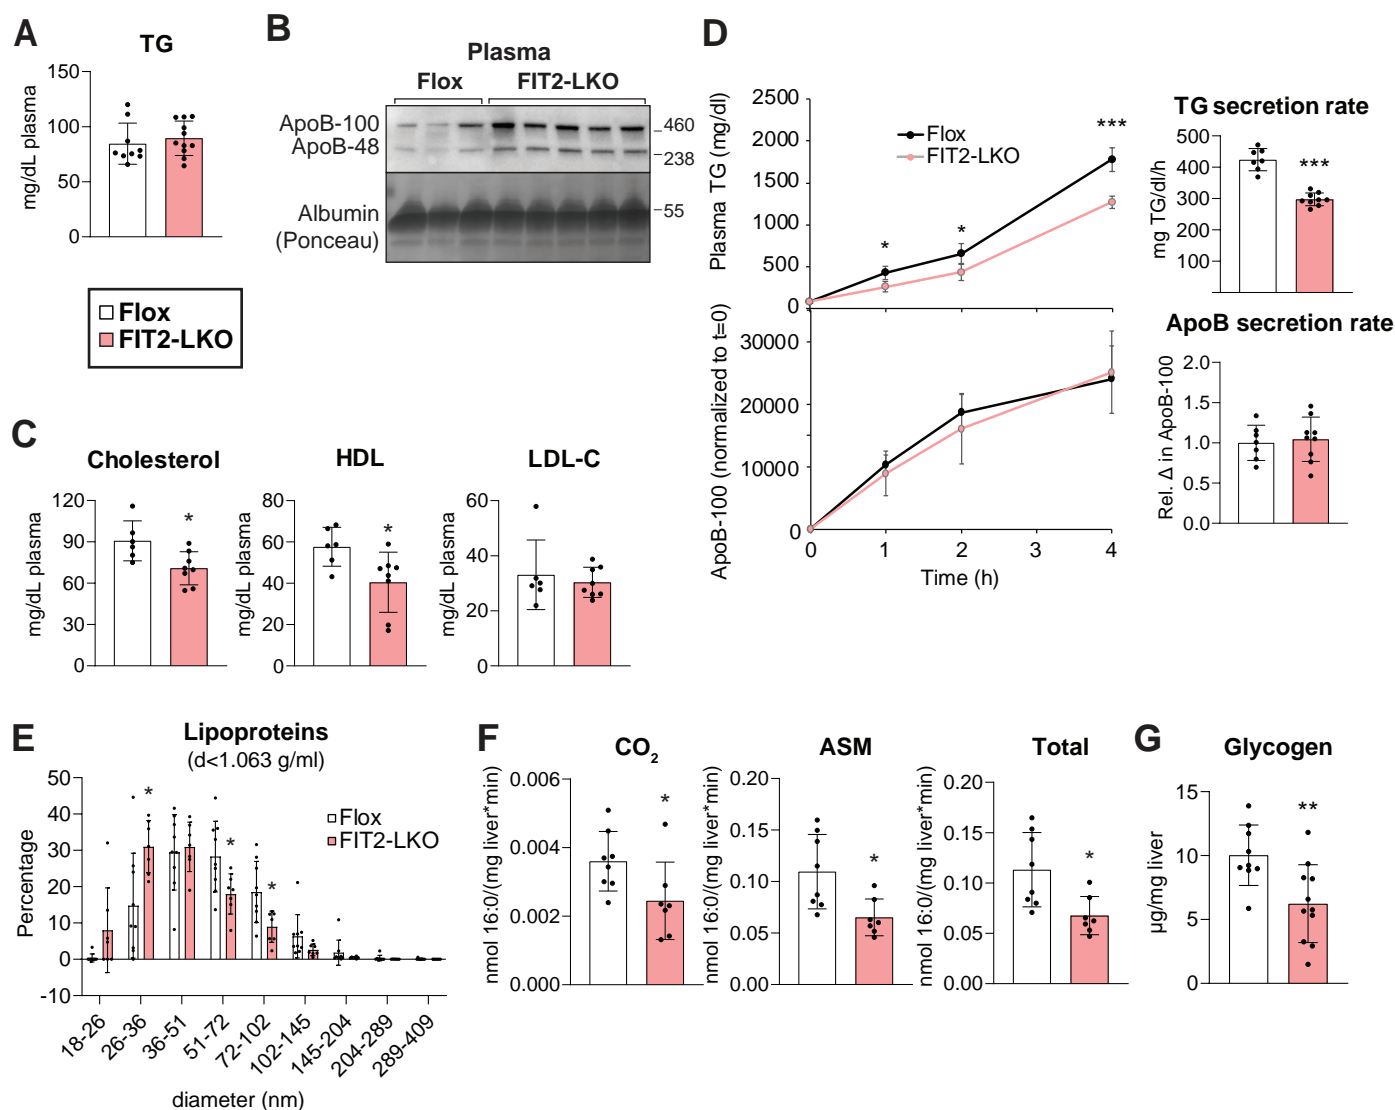 A
TG
mg/dL plasma
150
100
50
0
Flox
FIT2-LKO
B
Plasma
Flox
FIT2-LKO
ApoB-100
ApoB-48
Albumin
(Ponceau)
460
238
55
C
Cholesterol
mg/dL plasma
120
90
60
30
0
*
HDL
mg/dL plasma
80
60
40
20
0
*
LDL-C
mg/dL plasma
60
40
20
0
D
Plasma TG (mg/dl)
2500
2000
1500
1000
500
0
Flox
FIT2-LKO
*
*
***
ApoB-100 (normalized to t=0)
30000
20000
10000
0
0
1
2
3
4
Time (h)
TG secretion rate
mg TG/dl/h
500
400
300
200
100
***
ApoB secretion rate
Rel. Δ in ApoB-100
2.0
1.5
1.0
0.5
0.0
E
Lipoproteins
(d<1.063 g/ml)
Percentage
50
40
30
20
10
0
-10
Flox
FIT2-LKO
*
*
*
18-26
26-36
36-51
51-72
72-102
102-145
145-204
204-289
289-409
diameter (nm)
F
CO2
nmol 16:0/(mg liver*min)
0.006
0.004
0.002
0.000
*
ASM
nmol 16:0/(mg liver*min)
0.20
0.15
0.10
0.05
0.00
*
Total
nmol 16:0/(mg liver*min)
0.20
0.15
0.10
0.05
0.00
*
G
Glycogen
µg/mg liver
15
10
5
0
**